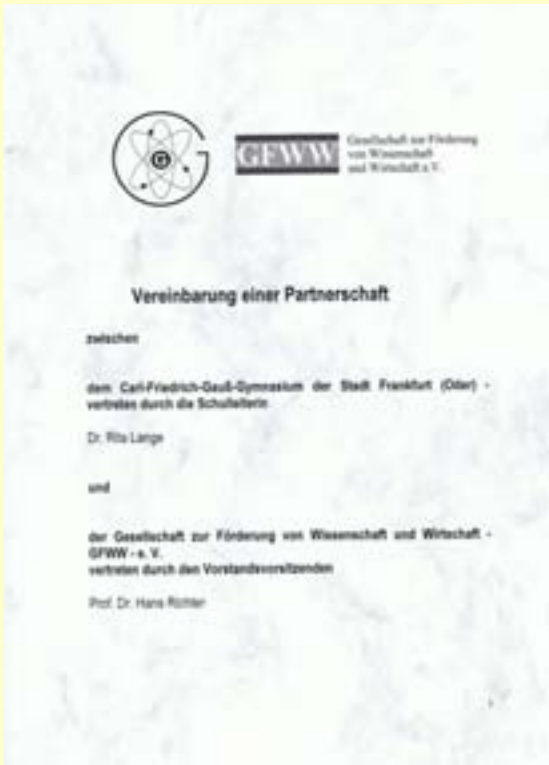 G
GFWW
Gesellschaft zur Förderung
von Wissenschaft
und Wirtschaft e.V.
Vereinbarung einer Partnerschaft
zwischen
dem Carl-Friedrich-Gauß-Gymnasium der Stadt Frankfurt (Oder) -
vertreten durch die Schulleiterin
Dr. Rita Lange
und
der Gesellschaft zur Förderung von Wissenschaft und Wirtschaft -
GFWW - e. V.
vertreten durch den Vorstandsvorsitzenden
Prof. Dr. Hans Richter